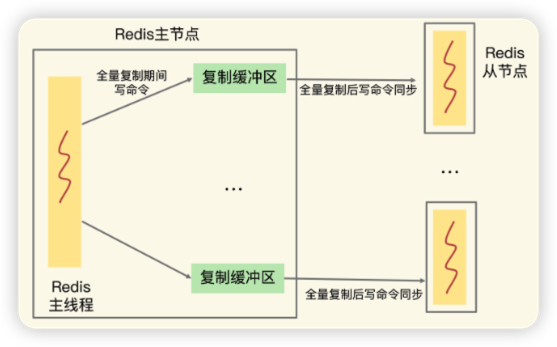 Redis主节点
全量复制期间
写命令
复制缓冲区
全量复制后写命令同步
Redis
从节点
...
...
Redis
主线程
复制缓冲区
全量复制后写命令同步